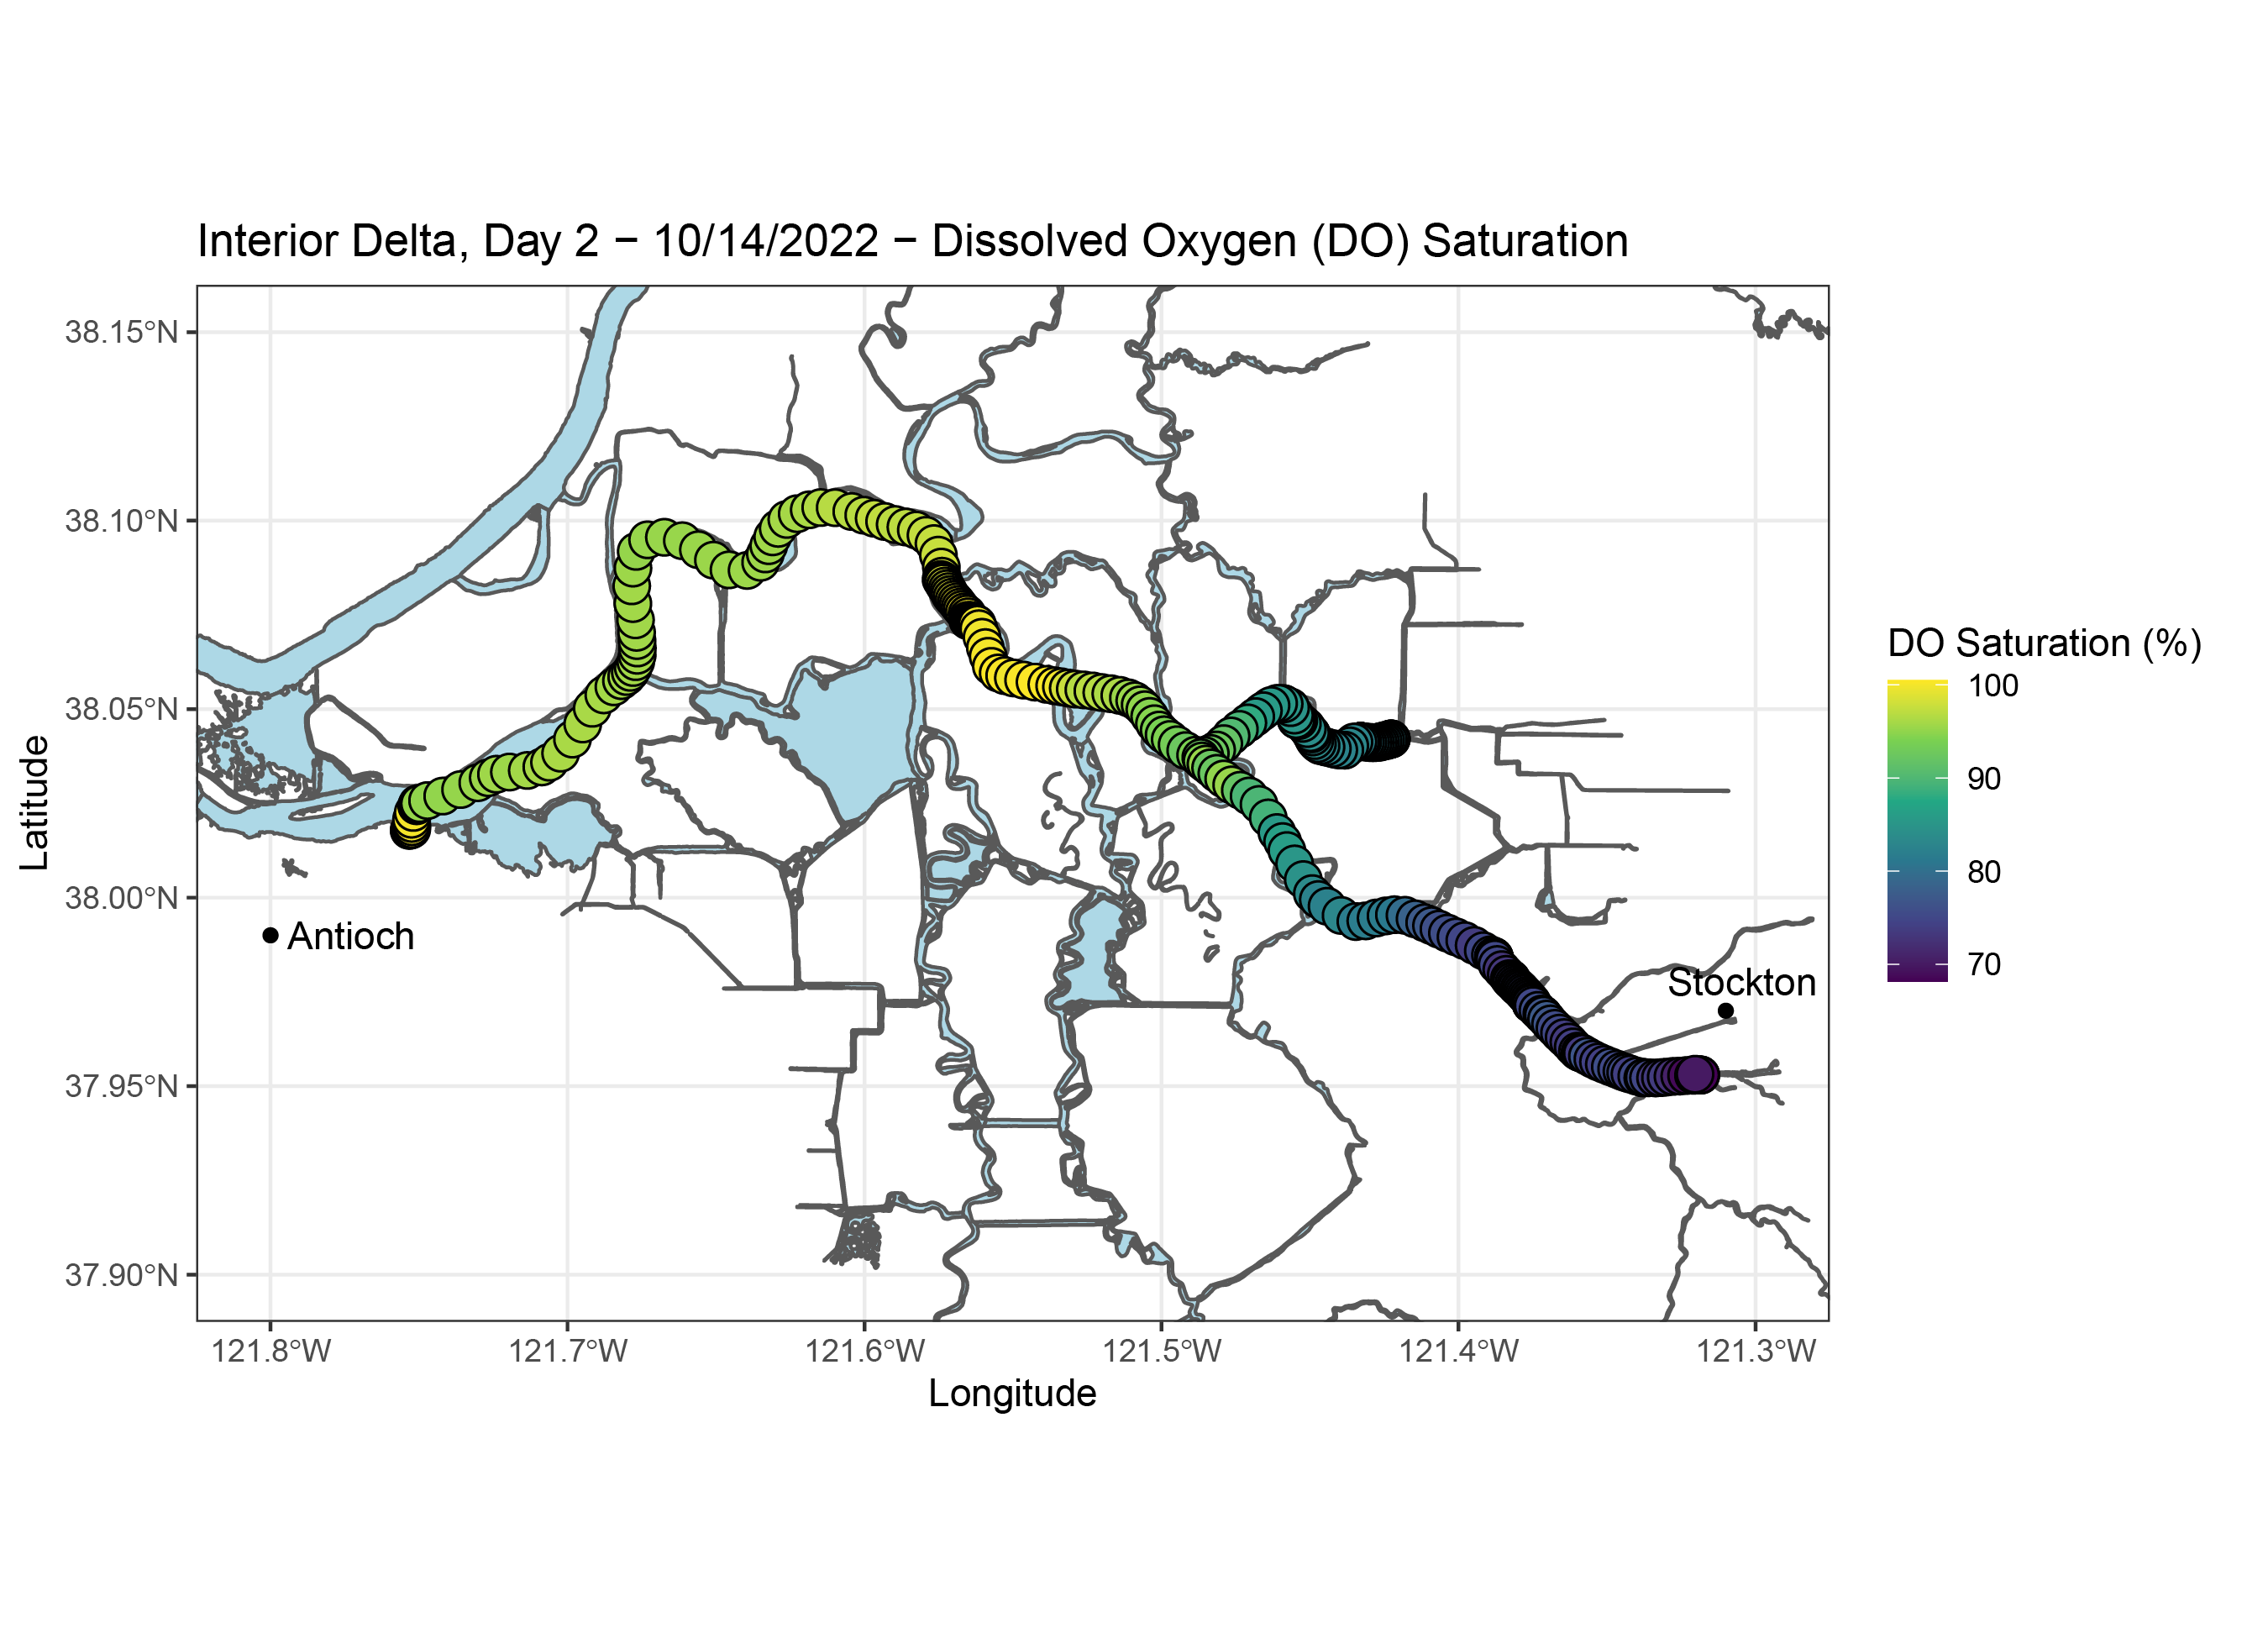 Interior Delta, Day 2 − 10/14/2022 − Dissolved Oxygen (DO) Saturation
38.15°N
38.10°N
38.05°N
38.00°N
37.95°N
37.90°N
Latitude
Antioch
Stockton
121.8°W
121.7°W
121.6°W
121.5°W
121.4°W
121.3°W
Longitude
DO Saturation (%)
100
90
80
70